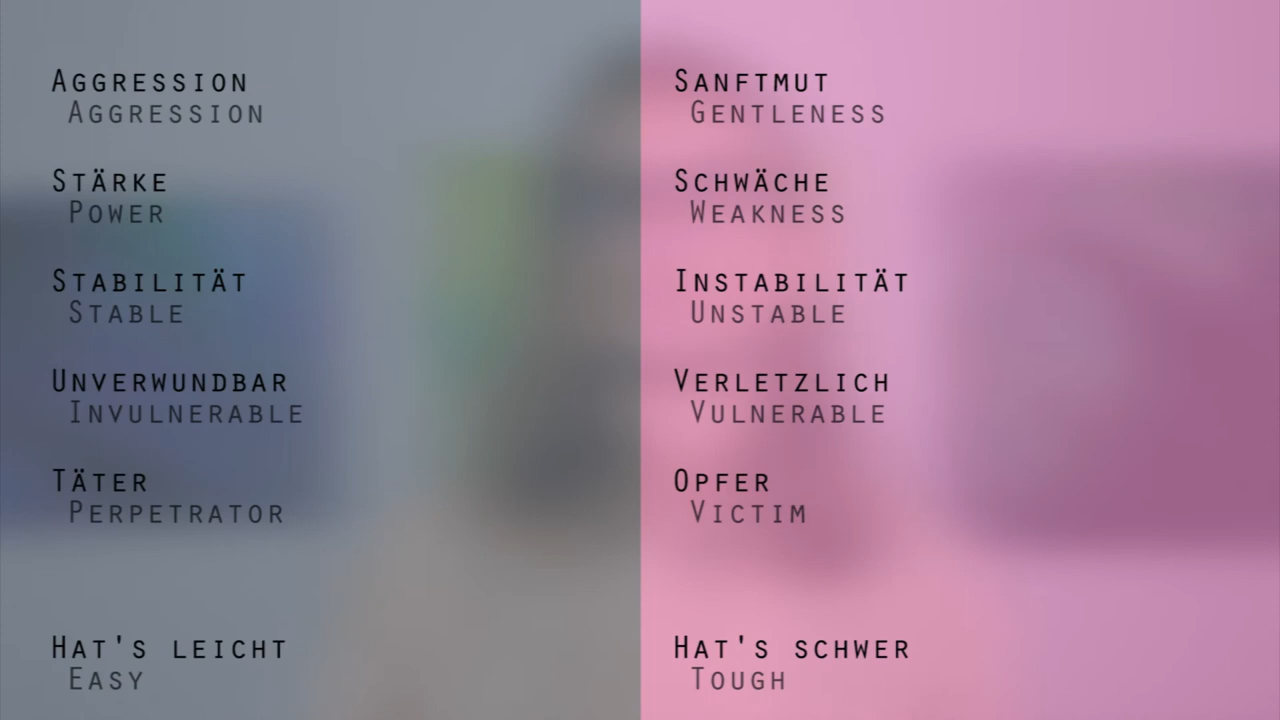 Aggression
Aggression
Stärke
Power
Stabilität
Stable
Unverwundbar
Invulnerable
Täter
Perpetrator
Hat's leicht
Easy
Sanftmut
Gentleness
Schwäche
Weakness
Instabilität
Unstable
Verletzlich
Vulnerable
Opfer
Victim
Hat's schwer
Tough